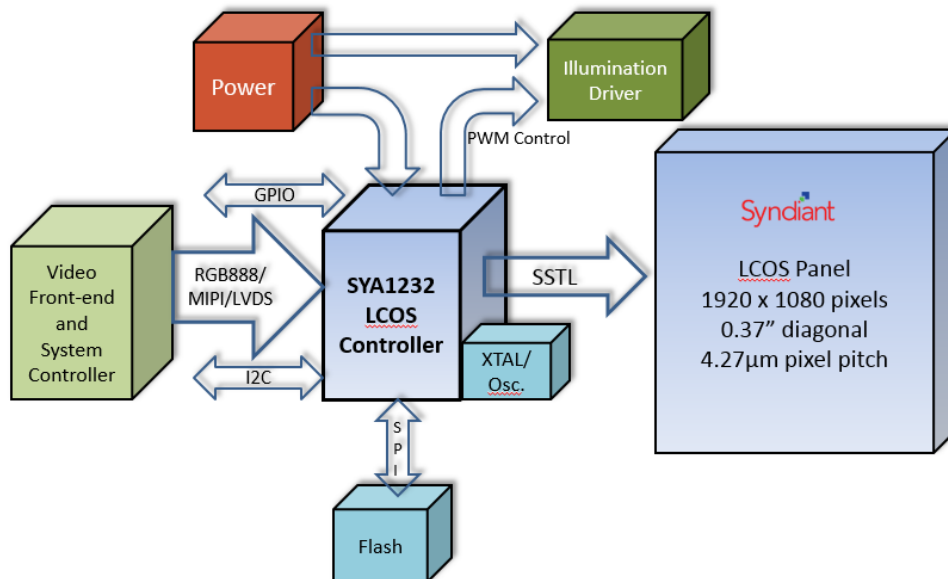 Power
Illumination
Driver
PWM Control
GPIO
Video
Front-end
and
System
Controller
RGB888/
MIPI/LVDS
I2C
SYA1232
LCOS
Controller
XTAL/
Osc.
SSTL
Syndiant
LCOS Panel
1920 x 1080 pixels
0.37” diagonal
4.27µm pixel pitch
S
P
I
Flash